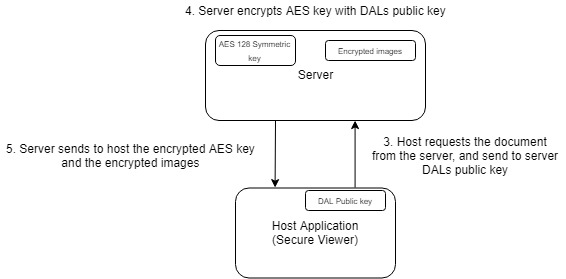 4. Server encrypts AES key with DALs public key
AES 128 Symmetric
key
Encrypted images
Server
5. Server sends to host the encrypted AES key
and the encrypted images
3. Host requests the document
from the server, and send to server
DALs public key
DAL Public key
Host Application
(Secure Viewer)